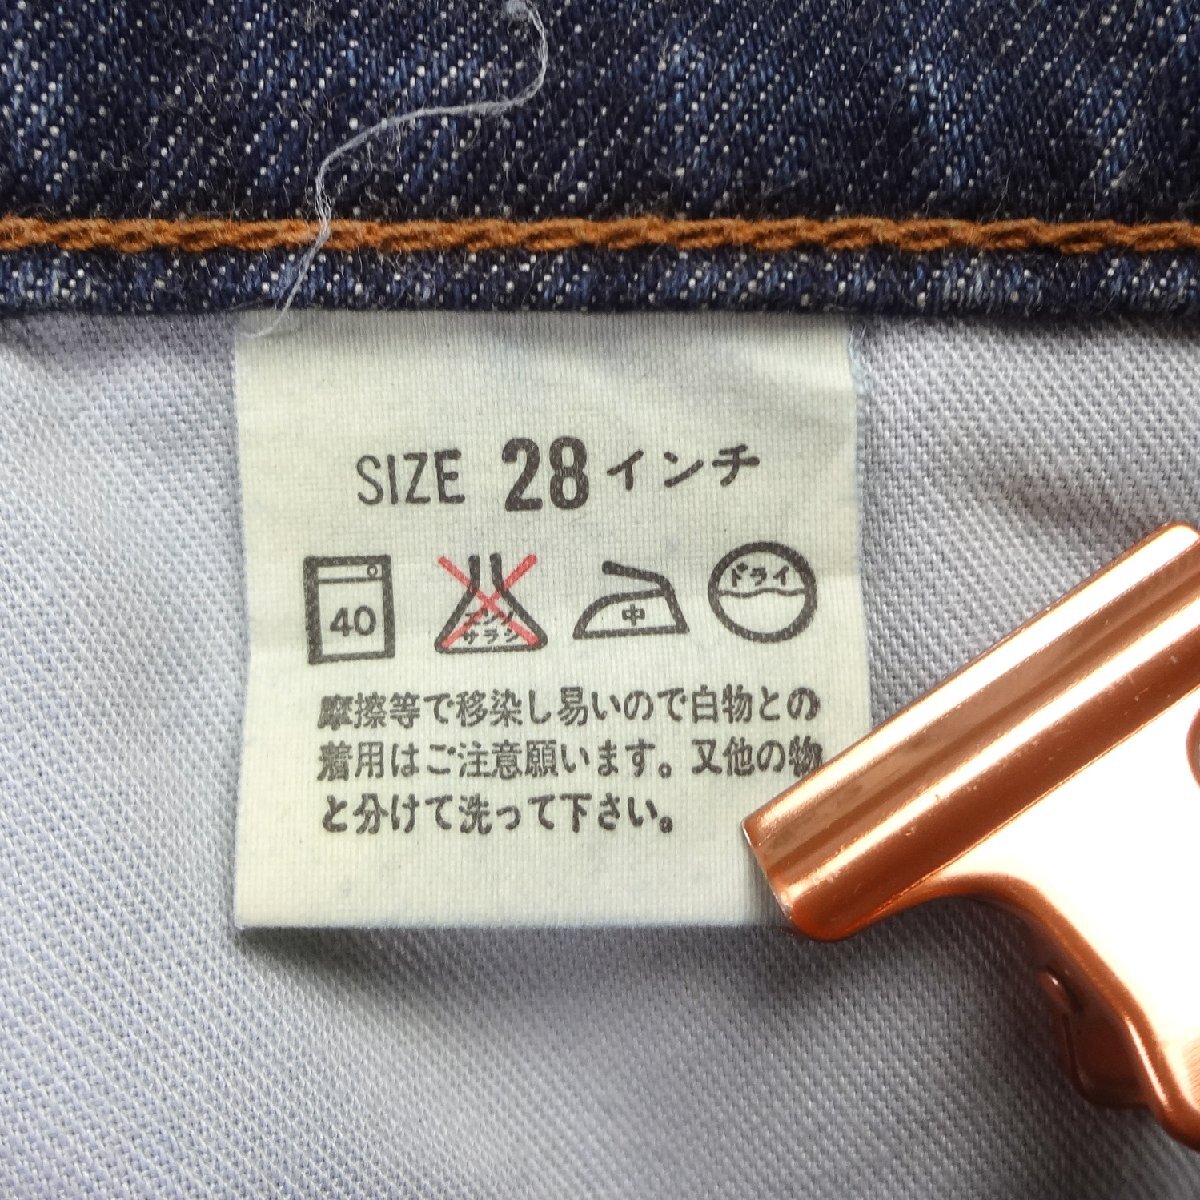 SIZE 28インチ
40 エンソ 中 ドライ
サラシ
摩擦等で移染し易いので白物との
着用はご注意願います。又他の物
と分けて洗って下さい。